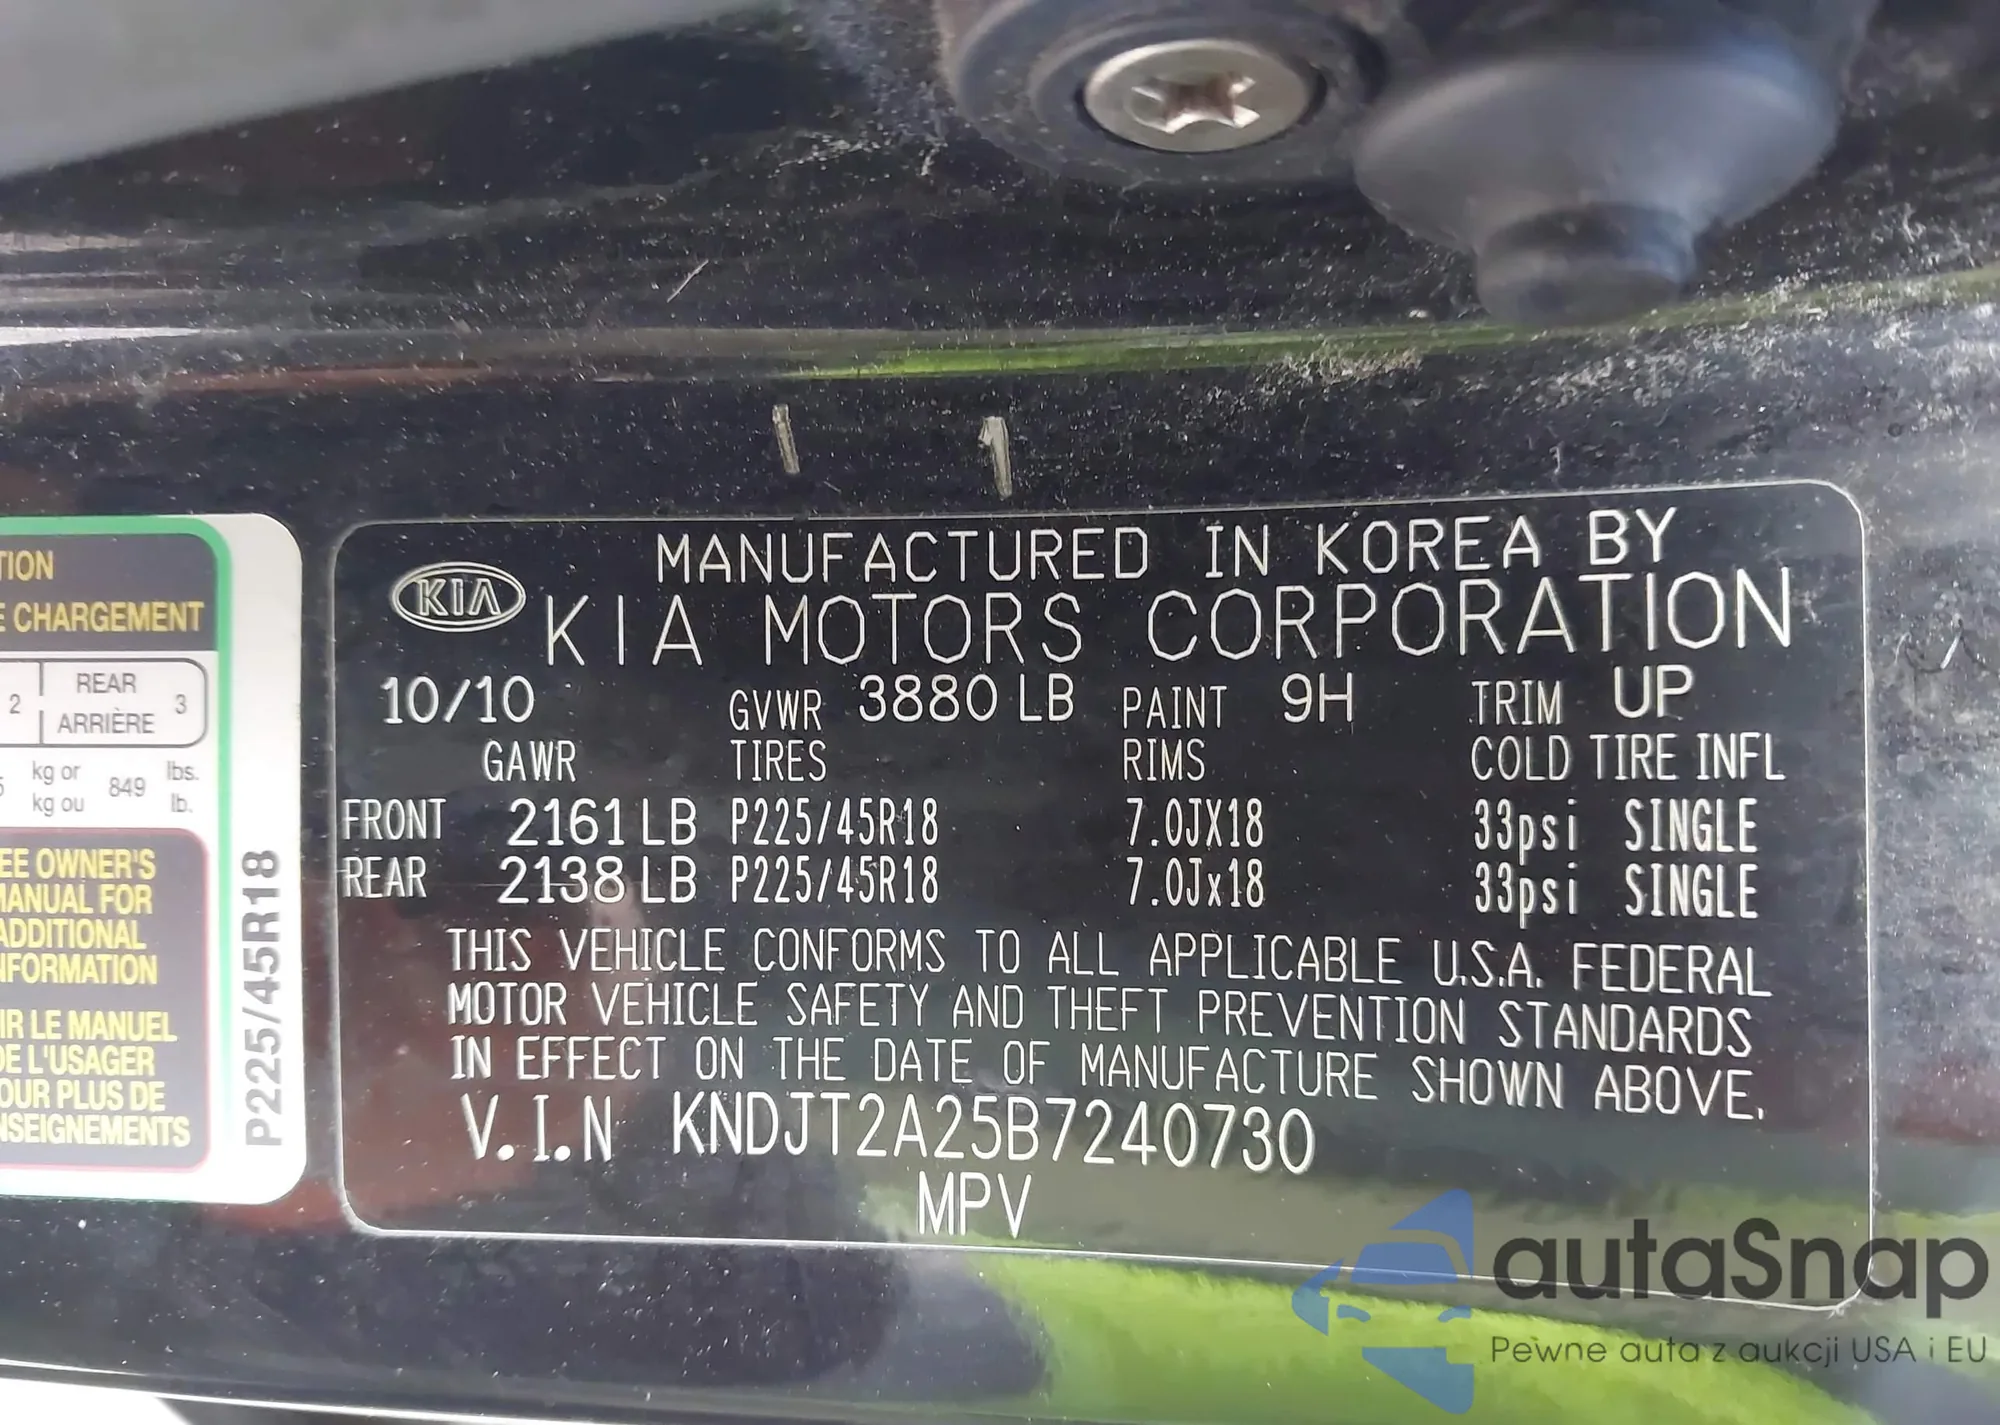 TION
E CHARGEMENT
2 REAR 3
ARRIÈRE
kg or 849 lbs.
kg ou lb.
EE OWNER'S
MANUAL FOR
ADDITIONAL
NFORMATION
IR LE MANUEL
DE L'USAGER
OUR PLUS DE
NSEIGNEMENTS
P225/45R18
KIA
MANUFACTURED IN KOREA BY
KIA MOTORS CORPORATION
10/10 GVWR 3880 LB PAINT 9H TRIM UP
GAWR TIRES RIMS COLD TIRE INFL
FRONT 2161 LB P225/45R18 7.0JX18 33psi SINGLE
REAR 2138 LB P225/45R18 7.0Jx18 33psi SINGLE
THIS VEHICLE CONFORMS TO ALL APPLICABLE U.S.A. FEDERAL
MOTOR VEHICLE SAFETY AND THEFT PREVENTION STANDARDS
IN EFFECT ON THE DATE OF MANUFACTURE SHOWN ABOVE.
V.I.N KNDJT2A25B7240730
MPV
autaSnap
Pewne auta z aukcji USA i EU